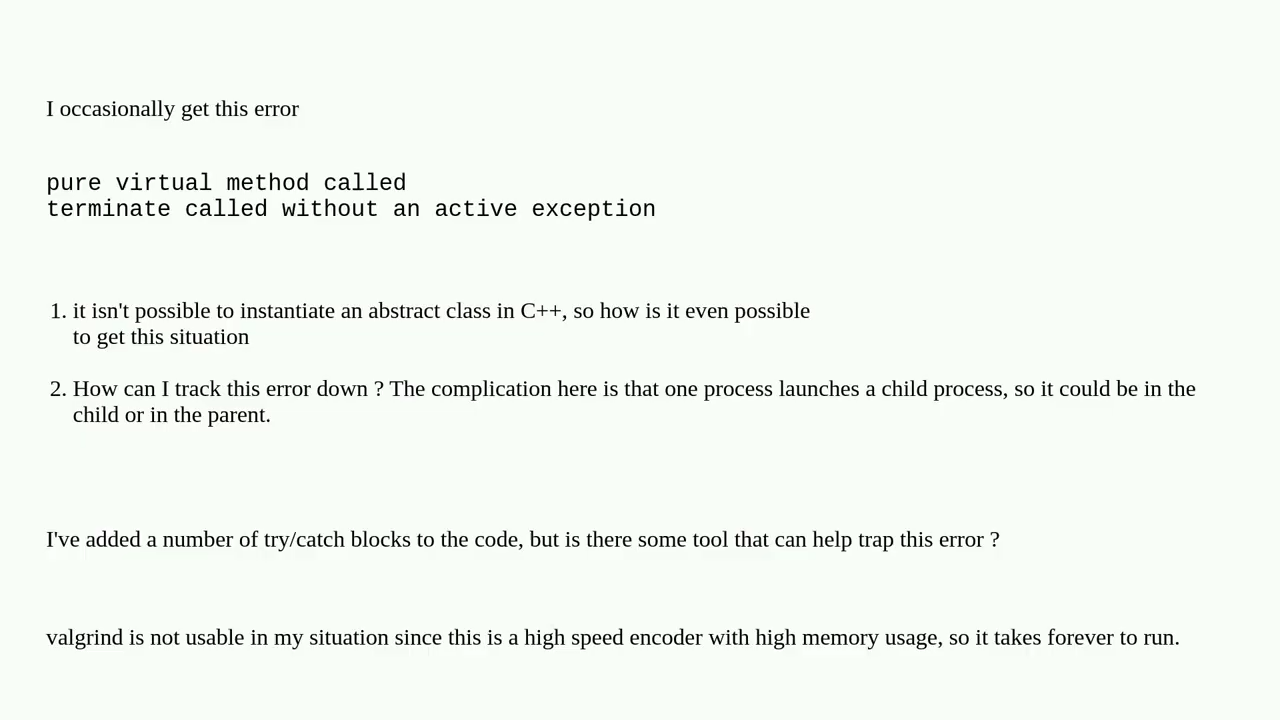 I occasionally get this error
pure virtual method called
terminate called without an active exception
1. it isn't possible to instantiate an abstract class in C++, so how is it even possible
to get this situation
2. How can I track this error down ? The complication here is that one process launches a child process, so it could be in the
child or in the parent.
I've added a number of try/catch blocks to the code, but is there some tool that can help trap this error ?
valgrind is not usable in my situation since this is a high speed encoder with high memory usage, so it takes forever to run.